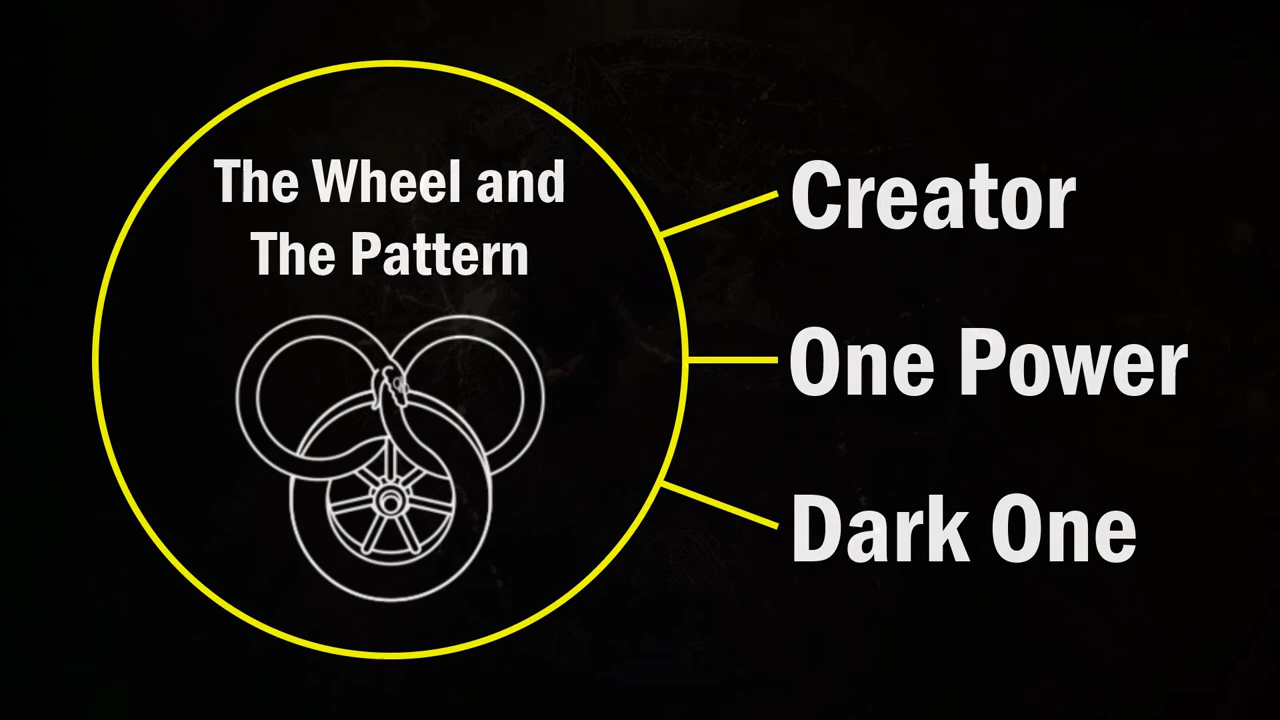 The Wheel and
The Pattern
Creator
One Power
Dark One